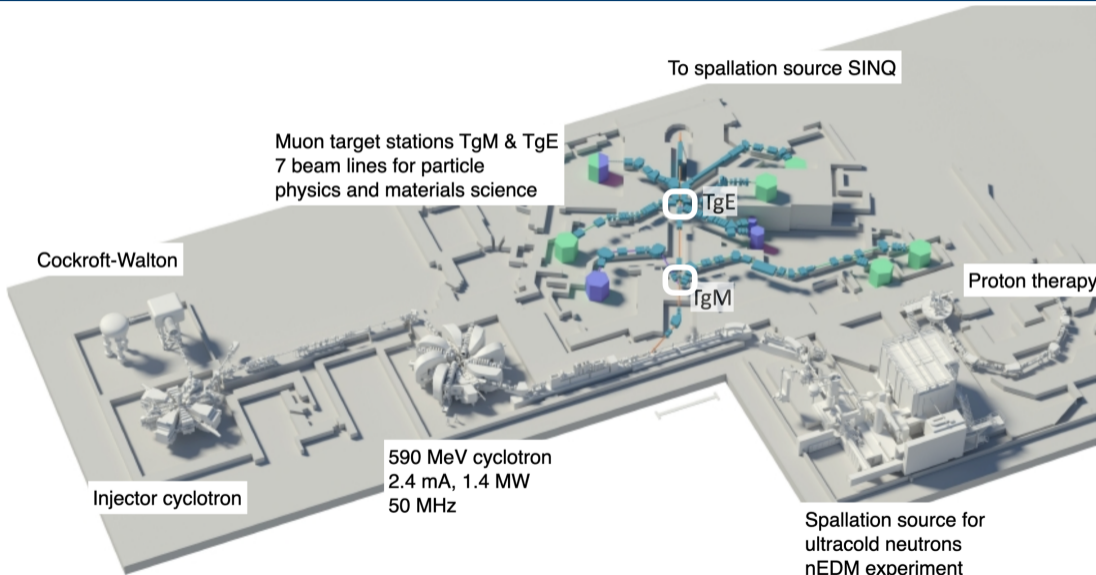 To spallation source SINQ
Muon target stations TgM & TgE
7 beam lines for particle
physics and materials science
TgE
Cockroft-Walton
Proton therapy
TgM
590 MeV cyclotron
2.4 mA, 1.4 MW
50 MHz
Injector cyclotron
Spallation source for
ultracold neutrons
nEDM experiment